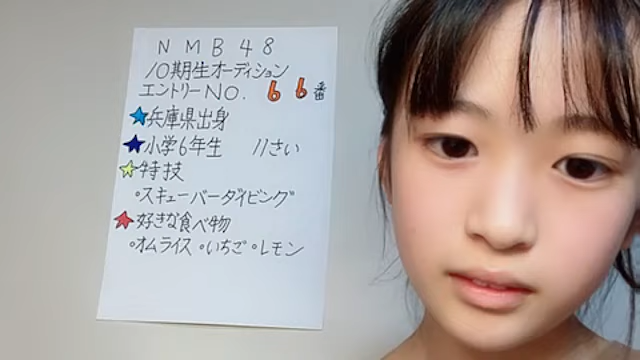 NMB48
10期生オーディション
エントリーNO. 66番
兵庫県出身
小学6年生 11さい
特技
・スキューバーダイビング
好きな食べ物
・オムライス・いちご・レモン